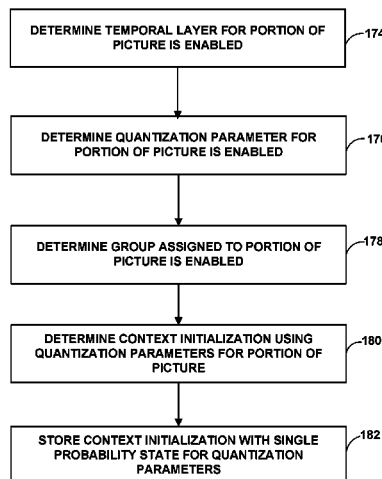 DETERMINE TEMPORAL LAYER FOR PORTION OF
PICTURE IS ENABLED
174
DETERMINE QUANTIZATION PARAMETER FOR
PORTION OF PICTURE IS ENABLED
DETERMINE GROUP ASSIGNED TO PORTION OF
PICTURE IS ENABLED
178
DETERMINE CONTEXT INITIALIZATION USING
QUANTIZATION PARAMETERS FOR PORTION OF
PICTURE
180
STORE CONTEXT INITIALIZATION WITH SINGLE
PROBABILITY STATE FOR QUANTIZATION
PARAMETERS
182